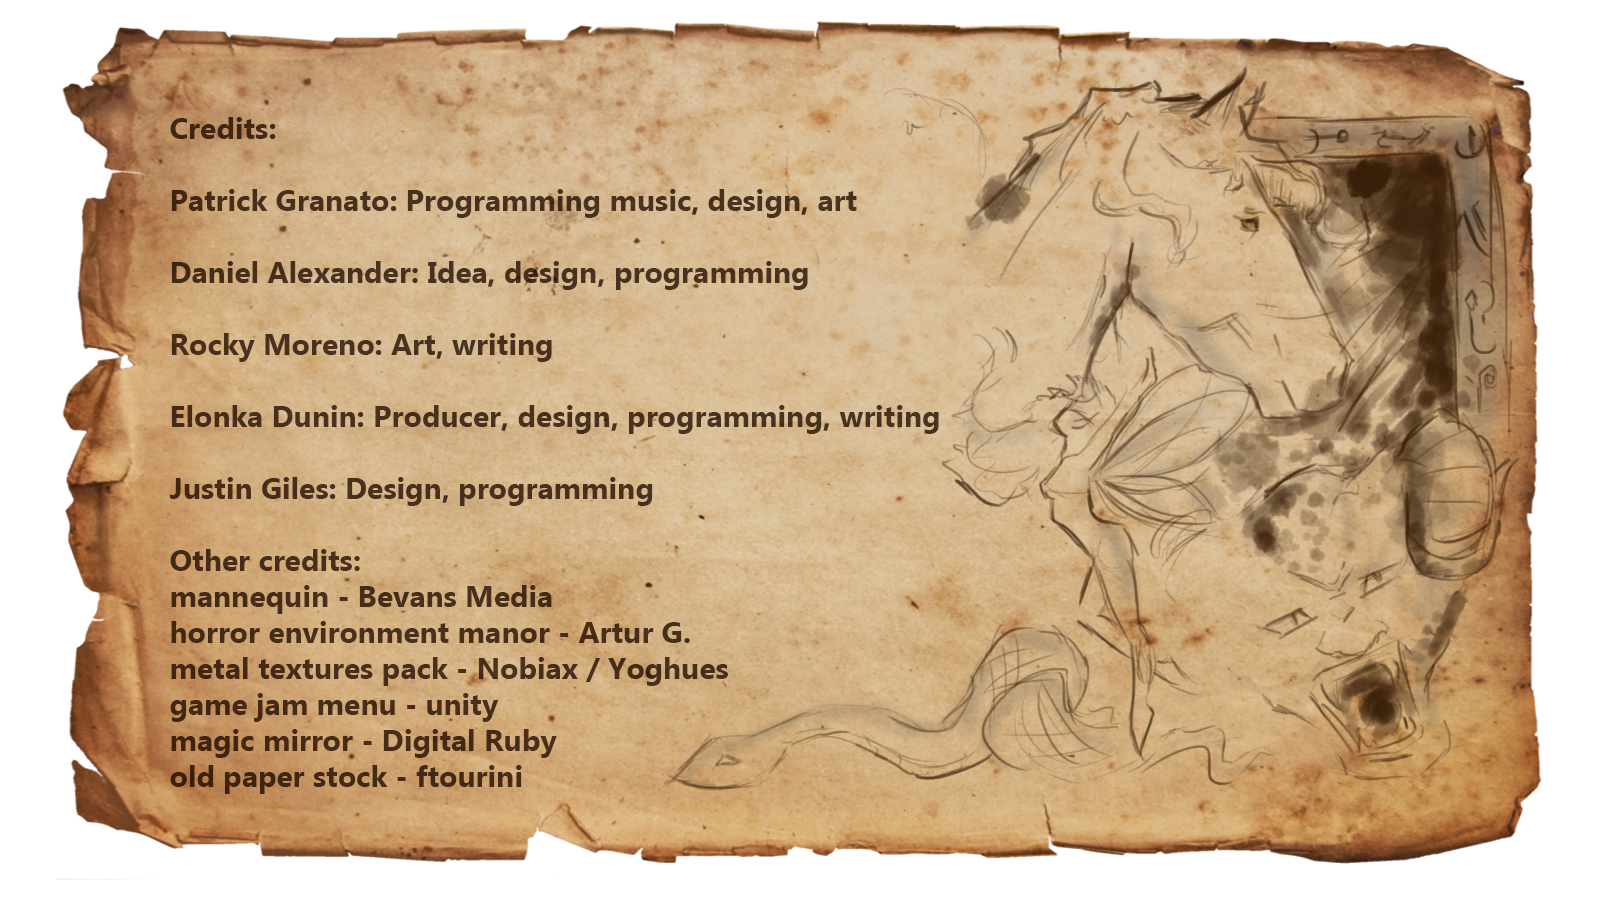 Credits:
Patrick Granato: Programming music, design, art
Daniel Alexander: Idea, design, programming
Rocky Moreno: Art, writing
Elonka Dunin: Producer, design, programming, writing
Justin Giles: Design, programming
Other credits:
mannequin - Bevans Media
horror environment manor - Artur G.
metal textures pack - Nobiax / Yoghues
game jam menu - unity
magic mirror - Digital Ruby
old paper stock - ftourini